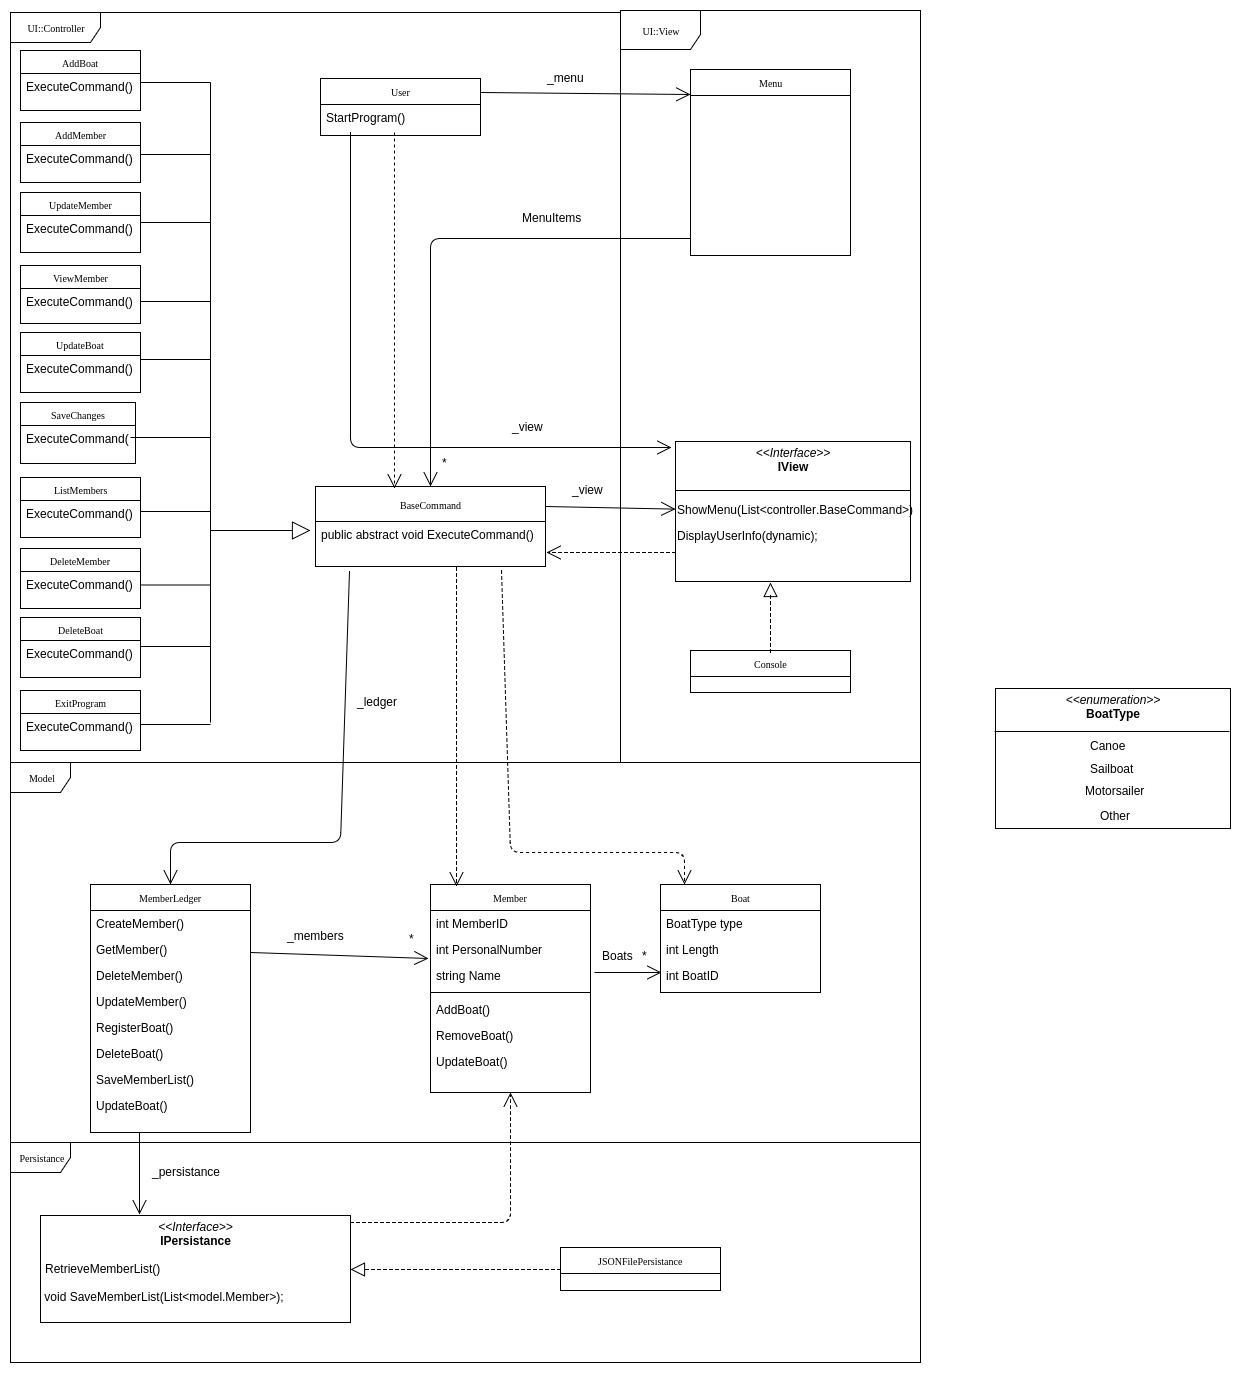 UI::Controller
UI::View
AddBoat
ExecuteCommand()
AddMember
ExecuteCommand()
UpdateMember
ExecuteCommand()
ViewMember
ExecuteCommand()
UpdateBoat
ExecuteCommand()
SaveChanges
ExecuteCommand(
ListMembers
ExecuteCommand()
DeleteMember
ExecuteCommand()
DeleteBoat
ExecuteCommand()
ExitProgram
ExecuteCommand()
User
StartProgram()
_menu
Menu
MenuItems
_view
*
BaseCommand
public abstract void ExecuteCommand()
_view
<<Interface>>
IView
ShowMenu(List<controller.BaseCommand>)
DisplayUserInfo(dynamic);
Console
_ledger
<<enumeration>>
BoatType
Canoe
Sailboat
Motorsailer
Other
Model
MemberLedger
CreateMember()
GetMember()
DeleteMember()
UpdateMember()
RegisterBoat()
DeleteBoat()
SaveMemberList()
UpdateBoat()
_members
*
Member
int MemberID
int PersonalNumber
string Name
AddBoat()
RemoveBoat()
UpdateBoat()
Boats *
Boat
BoatType type
int Length
int BoatID
Persistance
_persistance
<<Interface>>
IPersistance
RetrieveMemberList()
void SaveMemberList(List<model.Member>);
JSONFilePersistance